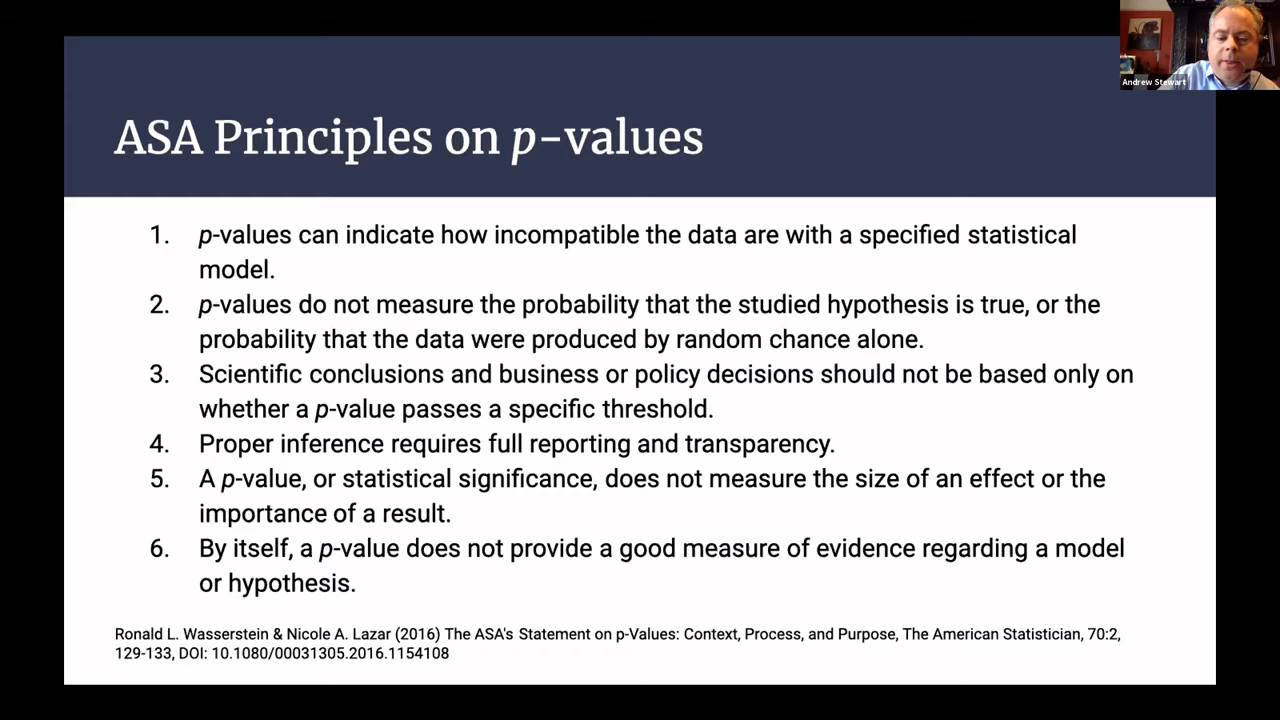 Andrew Stewart
ASA Principles on p-values
1. p-values can indicate how incompatible the data are with a specified statistical
model.
2. p-values do not measure the probability that the studied hypothesis is true, or the
probability that the data were produced by random chance alone.
3. Scientific conclusions and business or policy decisions should not be based only on
whether a p-value passes a specific threshold.
4. Proper inference requires full reporting and transparency.
5. A p-value, or statistical significance, does not measure the size of an effect or the
importance of a result.
6. By itself, a p-value does not provide a good measure of evidence regarding a model
or hypothesis.
Ronald L. Wasserstein & Nicole A. Lazar (2016) The ASA's Statement on p-Values: Context, Process, and Purpose, The American Statistician, 70:2,
129-133, DOI: 10.1080/00031305.2016.1154108